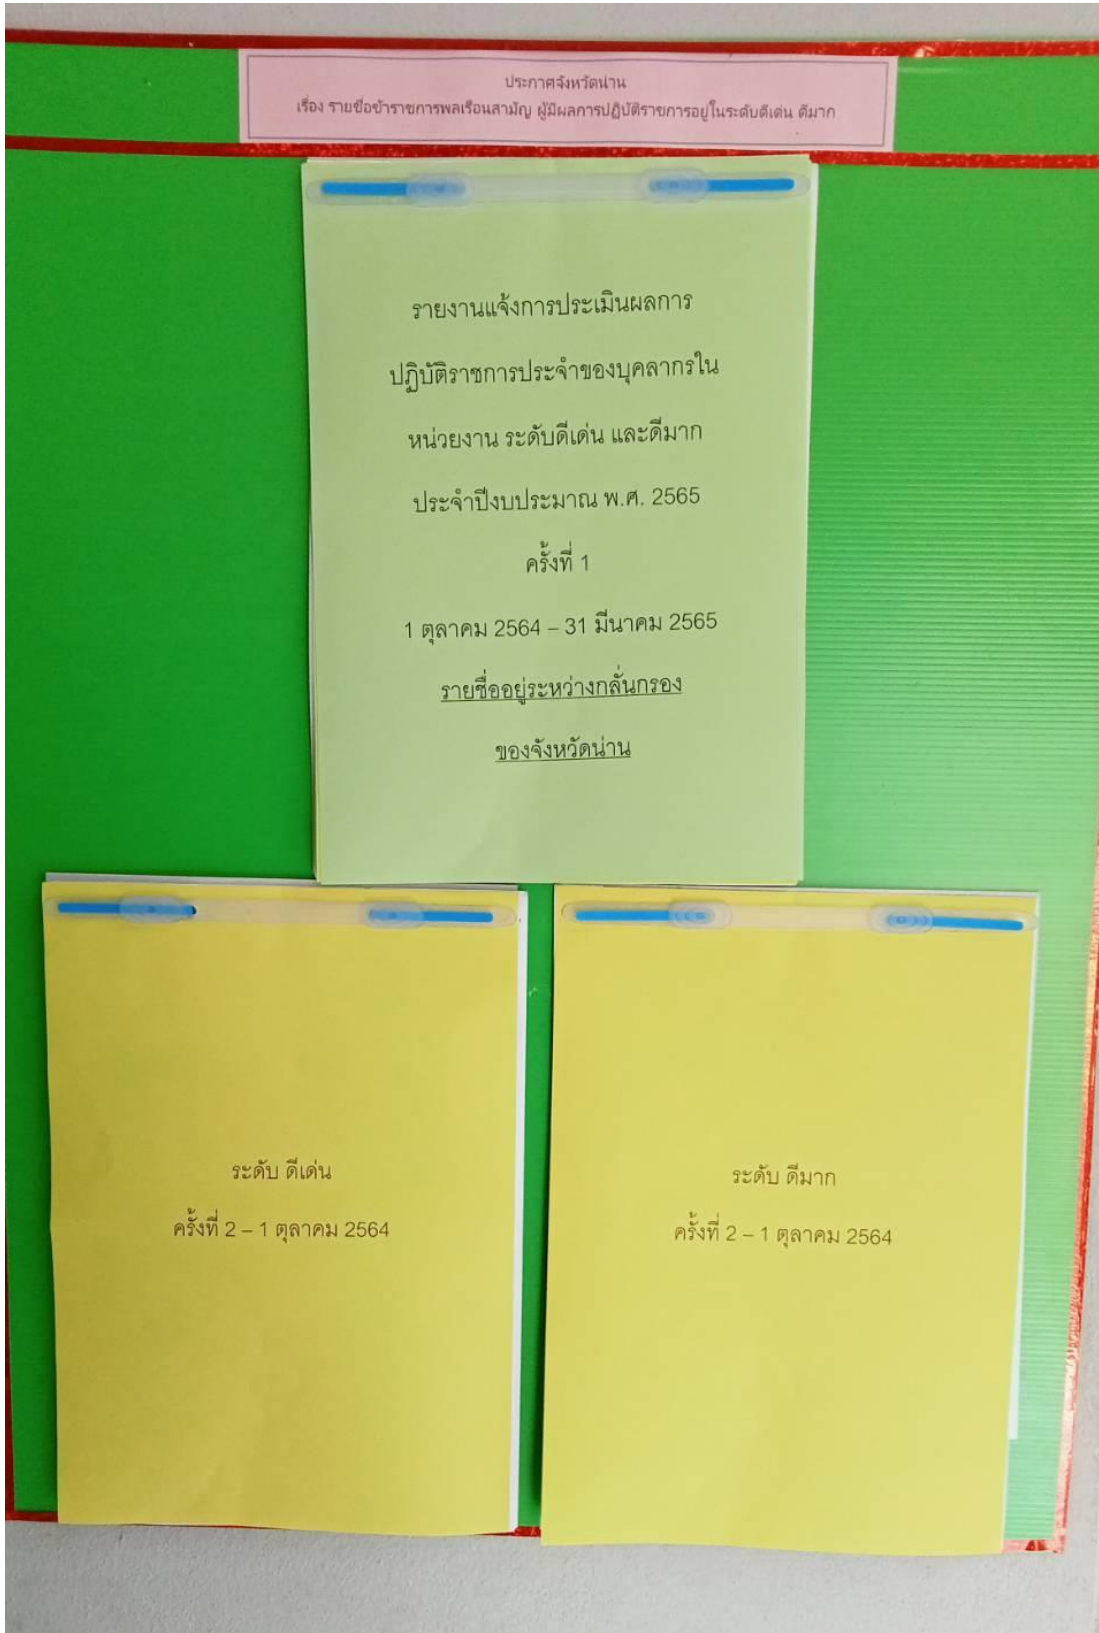 ประกาศจังหวัดน่าน
เรื่อง รายชื่อข้าราชการพลเรือนสามัญ ผู้มีผลการปฏิบัติราชการอยู่ในระดับดีเด่น ดีมาก
รายงานแจ้งการประเมินผลการ
ปฏิบัติราชการประจำของบุคลากรใน
หน่วยงาน ระดับดีเด่น และดีมาก
ประจำปีงบประมาณ พ.ศ. 2565
ครั้งที่ 1
1 ตุลาคม 2564 – 31 มีนาคม 2565
รายชื่ออยู่ระหว่างกลั่นกรอง
ของจังหวัดน่าน
ระดับ ดีเด่น
ครั้งที่ 2 – 1 ตุลาคม 2564
ระดับ ดีมาก
ครั้งที่ 2 – 1 ตุลาคม 2564